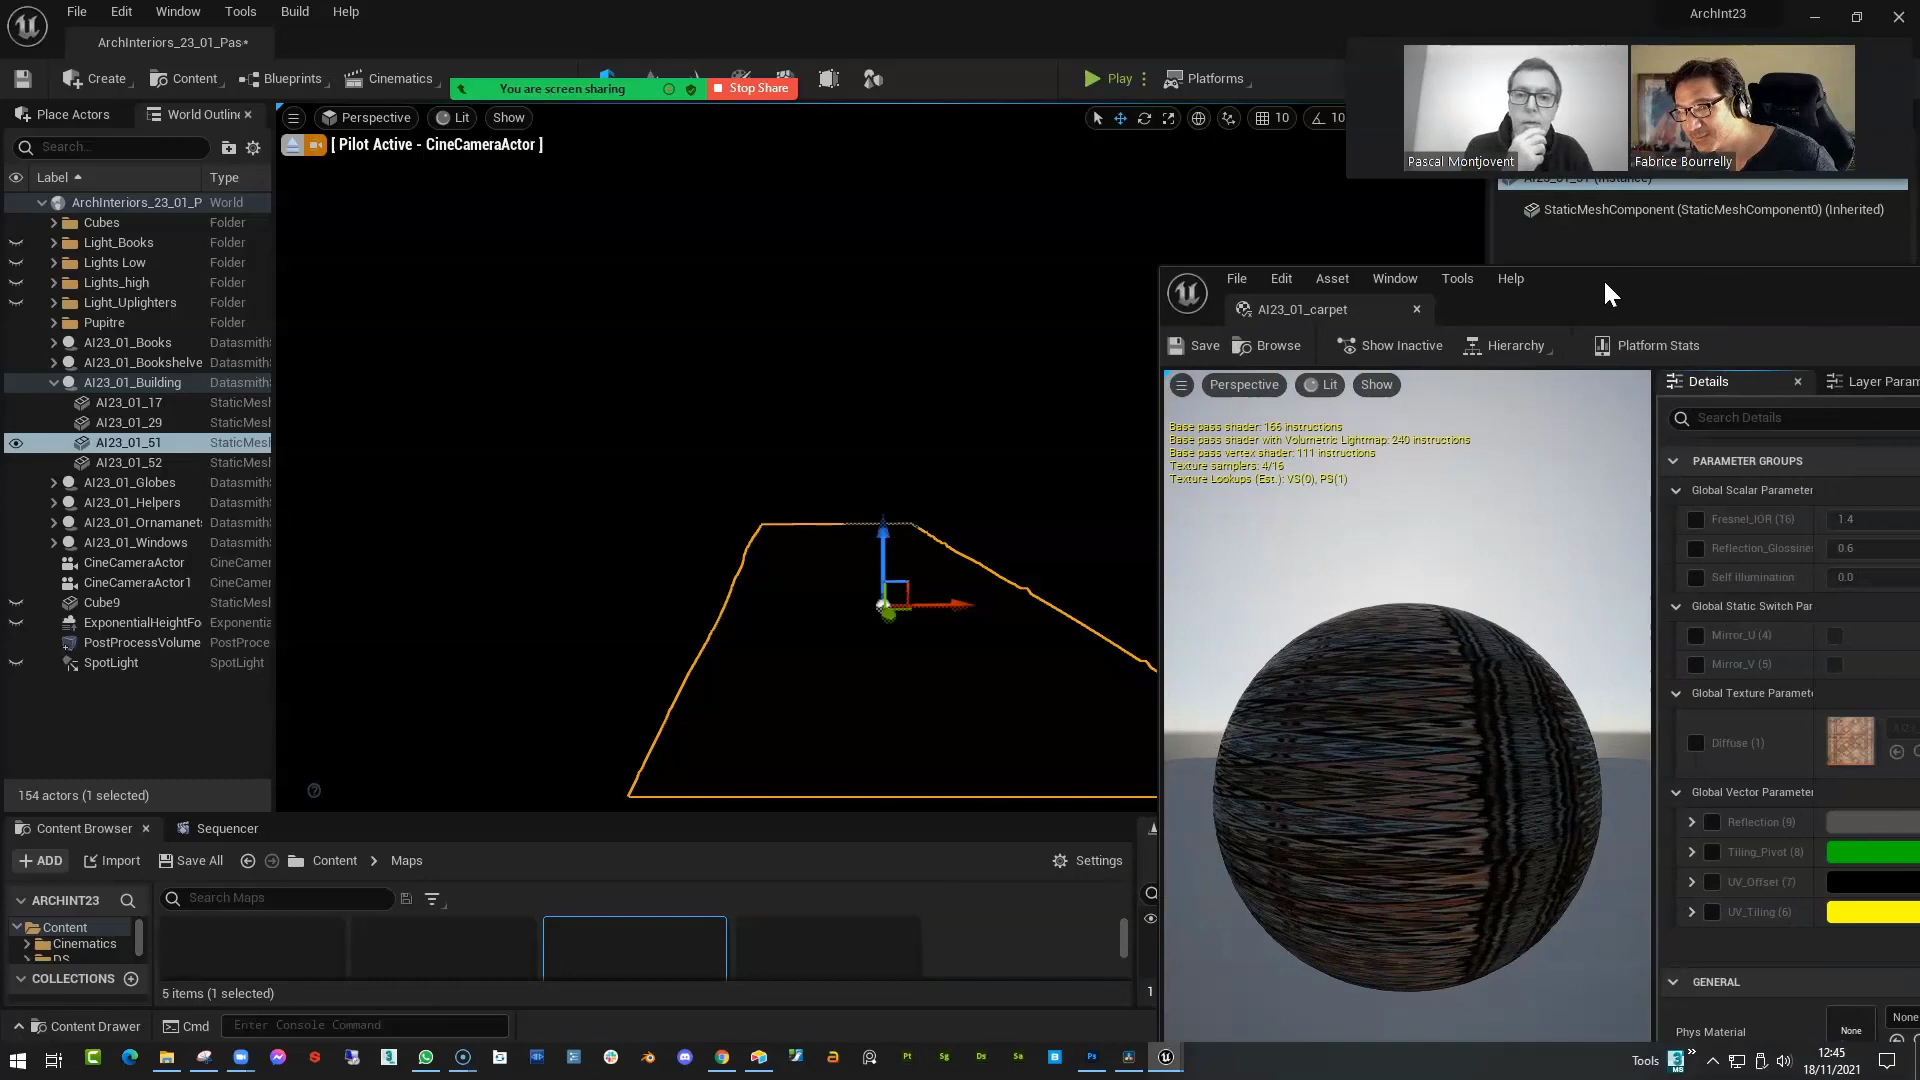 File Edit Window Tools Build Help
ArchInt23
ArchInteriors_23_01_Pas*
Create
Content
Blueprints
Cinematics
You are screen sharing
Stop Share
Play
Platforms
Pascal Montjovent
Fabrice Bourrelly
Place Actors
World Outline
Perspective
Lit
Show
10
10
[ Pilot Active - CineCameraActor ]
Search...
Label
Type
ArchInteriors_23_01_P World
Cubes Folder
Light_Books Folder
Lights Low Folder
Lights_high Folder
Light_Uplighters Folder
Pupitre Folder
AI23_01_Books Datasmith
AI23_01_Bookshelve Datasmith
AI23_01_Building Datasmith
AI23_01_17 StaticMesh
AI23_01_29 StaticMesh
AI23_01_51 StaticMesh
AI23_01_52 StaticMesh
AI23_01_Globes Datasmith
AI23_01_Helpers Datasmith
AI23_01_Ornamanets Datasmith
AI23_01_Windows Datasmith
CineCameraActor CineCamer
CineCameraActor1 CineCamer
Cube9 StaticMesh
ExponentialHeightFo Exponentia
PostProcessVolume PostProce
SpotLight SpotLight
154 actors (1 selected)
StaticMeshComponent (StaticMeshComponent0) (Inherited)
File Edit Asset Window Tools Help
AI23_01_carpet
Save
Browse
Show Inactive
Hierarchy
Platform Stats
Perspective
Lit
Show
Base pass shader: 166 instructions
Base pass shader with Volumetric Lightmap: 240 instructions
Base pass vertex shader: 111 instructions
Texture samplers: 4/16
Texture Lookups (Est.): VS(0), PS(1)
Details
Layer Param
Search Details
PARAMETER GROUPS
Global Scalar Parameter
Fresnel_IOR (16) 1.4
Reflection_Glossine 0.6
Self illumination 0.0
Global Static Switch Par
Mirror_U (4)
Mirror_V (5)
Global Texture Paramete
Diffuse (1)
Global Vector Parameter
Reflection (9)
Tiling_Pivot (8)
UV_Offset (7)
UV_Tiling (6)
GENERAL
Phys Material
None
None
Content Browser
Sequencer
ADD
Import
Save All
Content
Maps
Settings
ARCHINT23
Search Maps
Content
Cinematics
DS
COLLECTIONS
5 items (1 selected)
1
Content Drawer
Cmd
Enter Console Command
Pt
Sg
Ds
Sa
Ps
Tools
12:45
18/11/2021